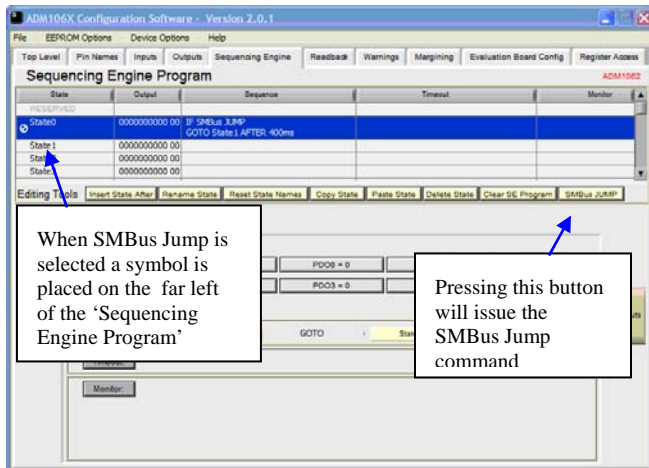 ADM106X Configuration Software - Version 2.0.1
File EEPROM Options Device Options Help
Top Level Pin Names Inputs Outputs Sequencing Engine Readback Warnings Margining Evaluation Board Config Register Access
Sequencing Engine Program ADM1062
State Output Sequence Timeout Monitor
RESERVED
State0 0000000000 00 IF SMBus JUMP
GOTO State1 AFTER 400ms
State1 0000000000 00
0000000000 00
0000000000 00
Editing Tools Insert State After Rename State Reset State Names Copy State Paste State Delete State Clear SE Program SMBus JUMP
When SMBus Jump is
selected a symbol is
placed on the far left
of the ‘Sequencing
Engine Program’
PDO8 = 0
PDO3 = 0
GOTO
Pressing this button
will issue the
SMBus Jump
command
Monitor: